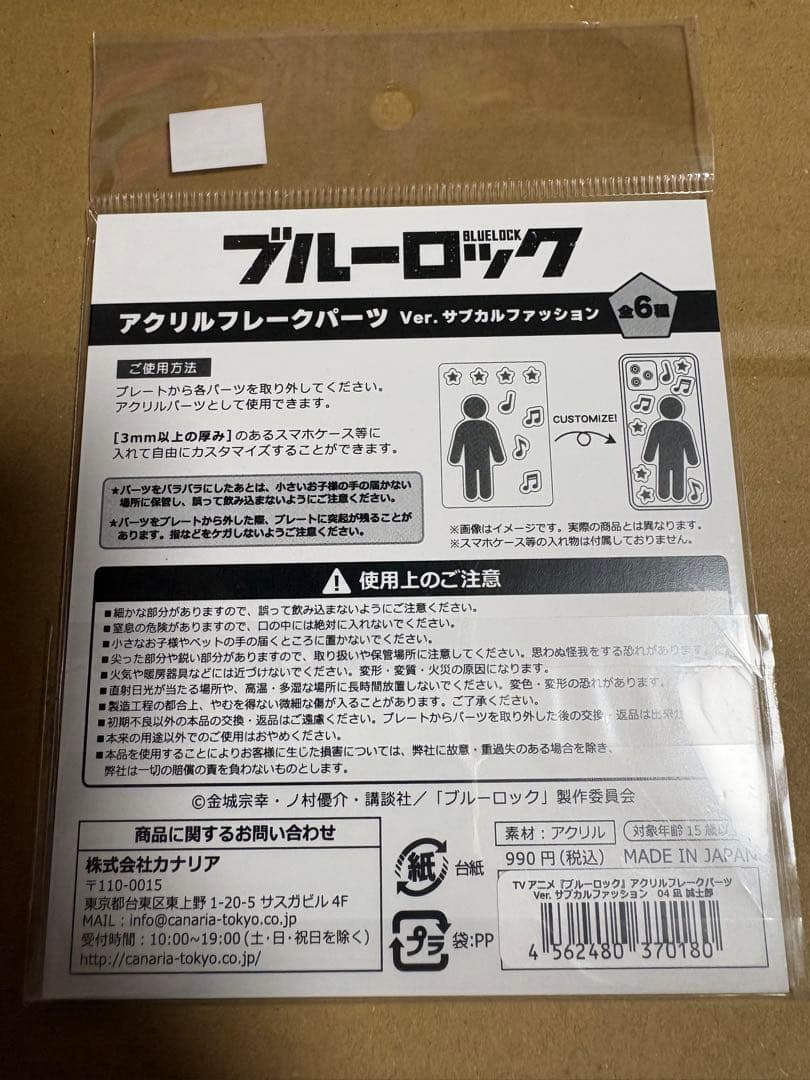 ブルーロック
BLUELOCK
アクリルフレークパーツ Ver.サブカルファッション
全6種
ご使用方法
プレートから各パーツを取り外してください。
アクリルパーツとして使用できます。
[3mm以上の厚み]のあるスマホケース等に
入れて自由にカスタマイズすることができます。
★パーツをバラバラにしたあとは、小さいお子様の手の届かない
場所に保管し、誤って飲み込まないようにご注意ください。
★パーツをプレートから外した際、プレートに突起が残ることが
あります。指などをケガしないようご注意ください。
CUSTOMIZE!
※画像はイメージです。実際の商品とは異なります。
※スマホケース等の入れ物は付属しておりません。
使用上のご注意
■細かな部分がありますので、誤って飲み込まないようにご注意ください。
■窒息の危険がありますので、口の中には絶対に入れないでください。
■小さなお子様やペットの手の届くところに置かないでください。
■尖った部分や鋭い部分がありますので、取り扱いや保管場所に注意してください。思わぬ怪我をする恐れがあります。
■火気や暖房器具などには近づけないでください。変形・変質・火災の原因になります。
■直射日光が当たる場所や、高温・多湿な場所に長時間放置しないでください。変色・変形の恐れがあります。
■製造工程の都合上、やむを得ない微細な傷が入ることがあります。ご了承ください。
■初期不良以外の本品の交換・返品はご遠慮ください。プレートからパーツを取り外した後の交換・返品は出来
■本来の用途以外でのご使用はおやめください。
■本品を使用することによりお客様に生じた損害については、弊社に故意・重過失のある場合を除き、
弊社は一切の賠償の責を負わないものとします。
©金城宗幸・ノ村優介・講談社/「ブルーロック」製作委員会
商品に関するお問い合わせ
株式会社カナリア
〒110-0015
東京都台東区東上野1-20-5 サスガビル4F
MAIL:info@canaria-tokyo.co.jp
受付時間:10:00~19:00(土・日・祝日を除く)
http://canaria-tokyo.co.jp/
紙 台紙
プラ 袋:PP
素材:アクリル
対象年齢15歳以
990円(税込) MADE IN JAPAN
TVアニメ『ブルーロック』アクリルフレークパーツ
Ver.サブカルファッション 04 凪 誠士郎
4 562480 370180